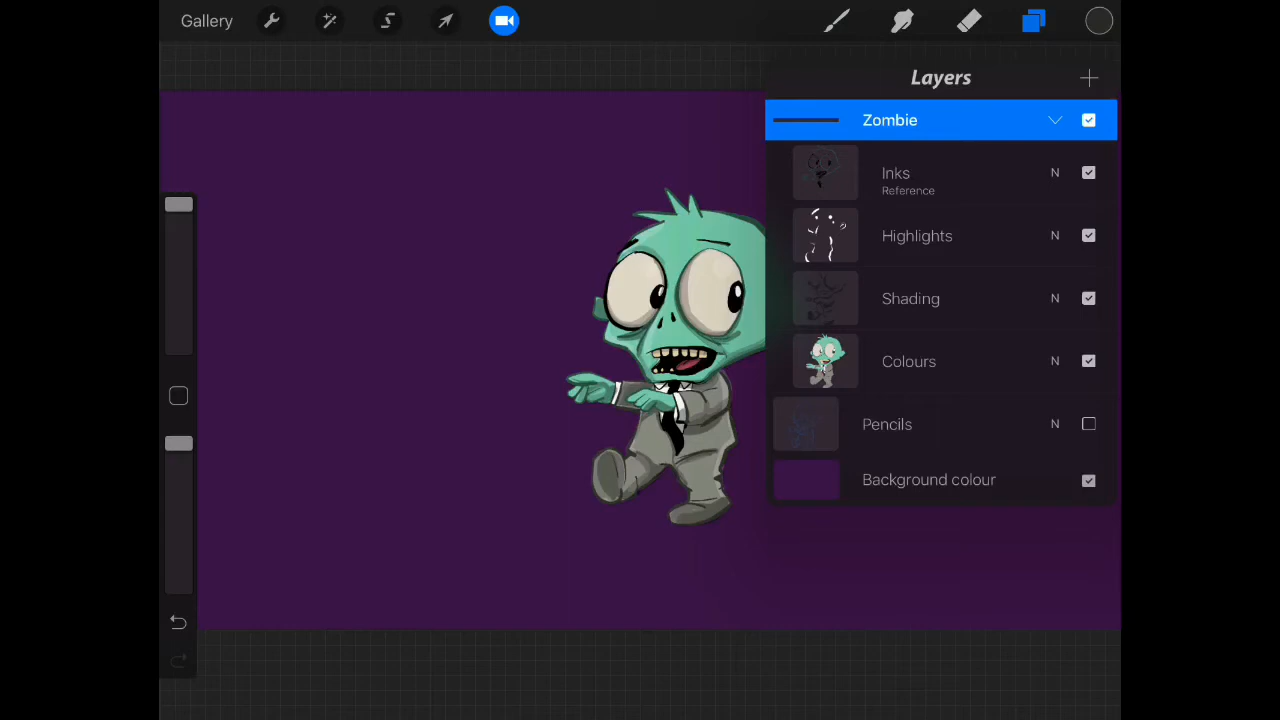 Gallery
Layers
Zombie
Inks N
Reference
Highlights N
Shading N
Colours N
Pencils N
Background colour